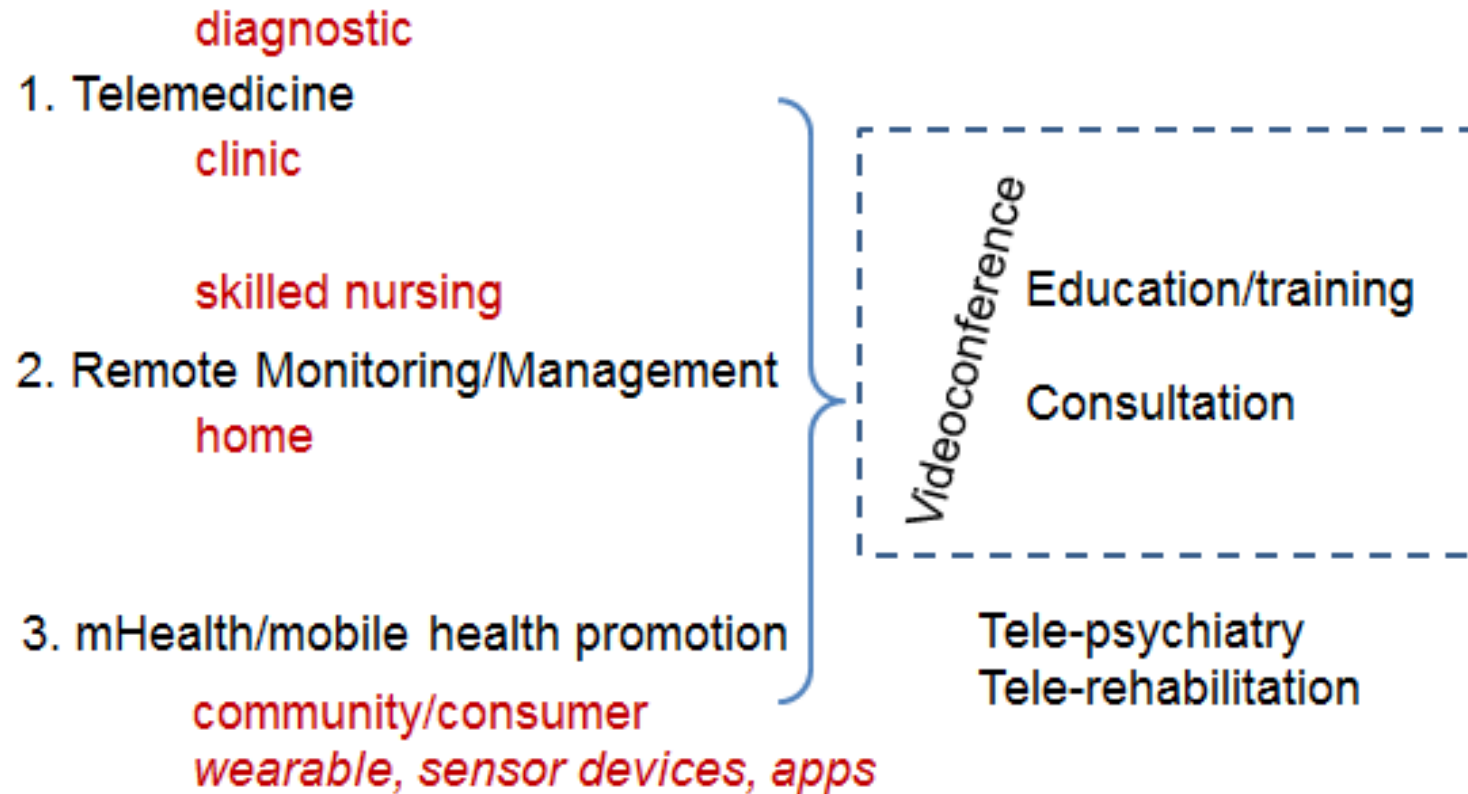 diagnostic
1. Telemedicine
clinic
skilled nursing
2. Remote Monitoring/Management
home
3. mHealth/mobile health promotion
community/consumer
wearable, sensor devices, apps
Videoconference
Education/training
Consultation
Tele-psychiatry
Tele-rehabilitation